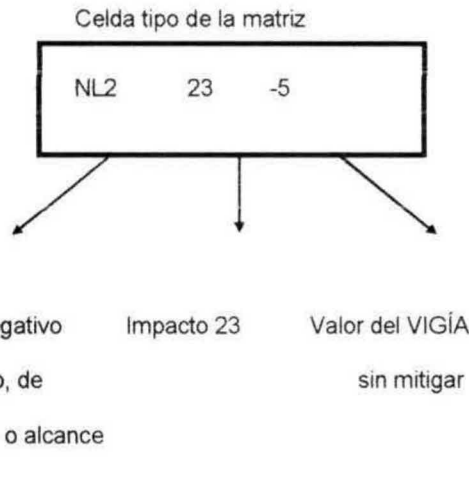 Celda tipo de la matriz
NL2 23 -5
gativo Impacto 23 Valor del VIGÍA
, de sin mitigar
o alcance